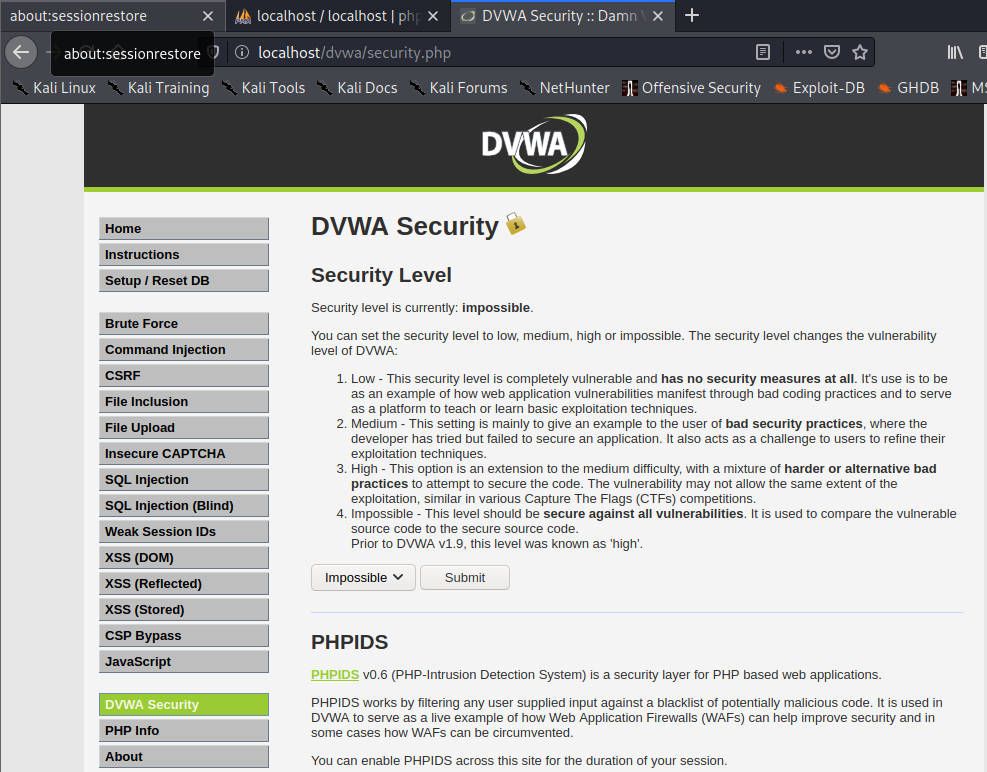 about:sessionrestore
localhost / localhost | php
DVWA Security :: Damn
about:sessionrestore
localhost/dvwa/security.php
Kali Linux
Kali Training
Kali Tools
Kali Docs
Kali Forums
NetHunter
Offensive Security
Exploit-DB
GHDB
MS
DVWA
Home
Instructions
Setup / Reset DB
Brute Force
Command Injection
CSRF
File Inclusion
File Upload
Insecure CAPTCHA
SQL Injection
SQL Injection (Blind)
Weak Session IDs
XSS (DOM)
XSS (Reflected)
XSS (Stored)
CSP Bypass
JavaScript
DVWA Security
PHP Info
About
DVWA Security
Security Level
Security level is currently: impossible.
You can set the security level to low, medium, high or impossible. The security level changes the vulnerability
level of DVWA:
1. Low - This security level is completely vulnerable and has no security measures at all. It's use is to be
as an example of how web application vulnerabilities manifest through bad coding practices and to serve
as a platform to teach or learn basic exploitation techniques.
2. Medium - This setting is mainly to give an example to the user of bad security practices, where the
developer has tried but failed to secure an application. It also acts as a challenge to users to refine their
exploitation techniques.
3. High - This option is an extension to the medium difficulty, with a mixture of harder or alternative bad
practices to attempt to secure the code. The vulnerability may not allow the same extent of the
exploitation, similar in various Capture The Flags (CTFs) competitions.
4. Impossible - This level should be secure against all vulnerabilities. It is used to compare the vulnerable
source code to the secure source code.
Prior to DVWA v1.9, this level was known as 'high'.
Impossible
Submit
PHPIDS
PHPIDS v0.6 (PHP-Intrusion Detection System) is a security layer for PHP based web applications.
PHPIDS works by filtering any user supplied input against a blacklist of potentially malicious code. It is used in
DVWA to serve as a live example of how Web Application Firewalls (WAFs) can help improve security and in
some cases how WAFs can be circumvented.
You can enable PHPIDS across this site for the duration of your session.